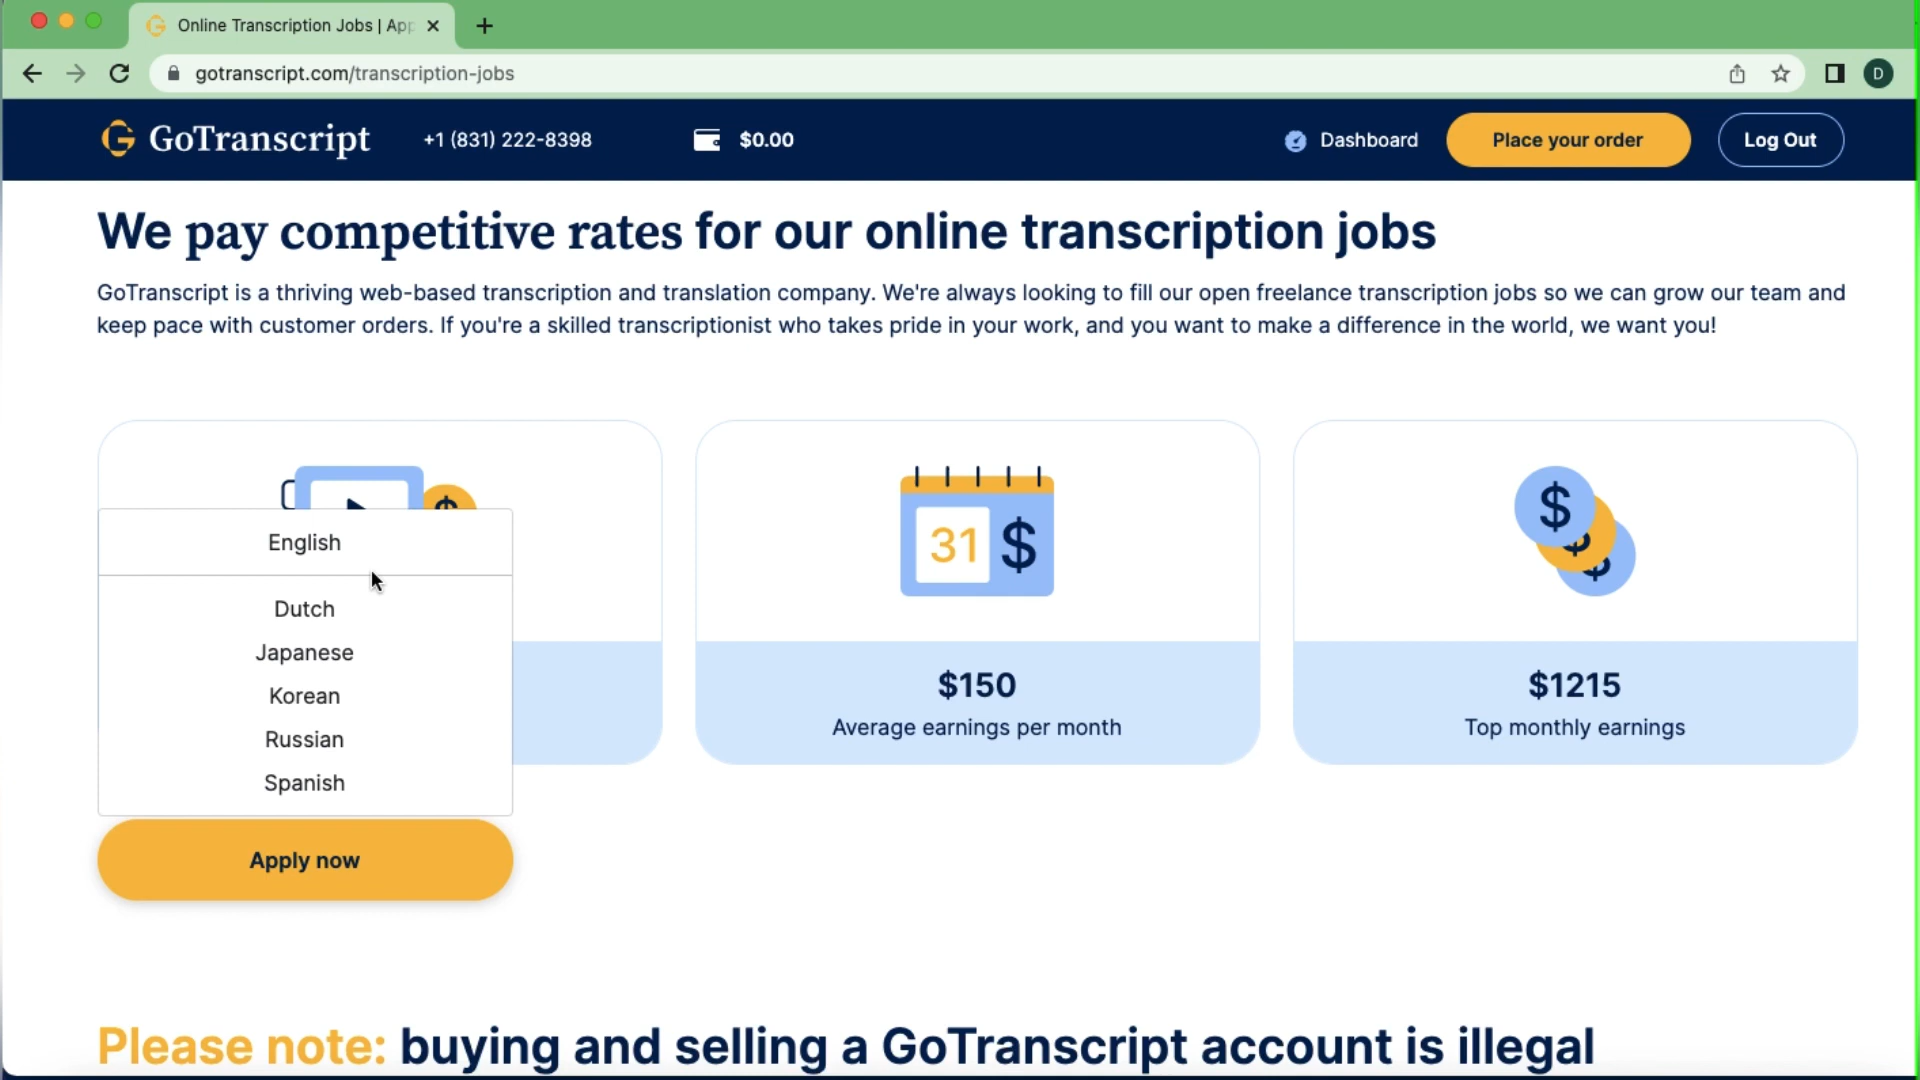 Online Transcription Jobs | App
gotranscript.com/transcription-jobs
D
GoTranscript
+1 (831) 222-8398
$0.00
Dashboard
Place your order
Log Out
We pay competitive rates for our online transcription jobs
GoTranscript is a thriving web-based transcription and translation company. We're always looking to fill our open freelance transcription jobs so we can grow our team and
keep pace with customer orders. If you're a skilled transcriptionist who takes pride in your work, and you want to make a difference in the world, we want you!
$
31 $
$
$
$
English
Dutch
Japanese
Korean
Russian
Spanish
$150
Average earnings per month
$1215
Top monthly earnings
Apply now
Please note: buying and selling a GoTranscript account is illegal